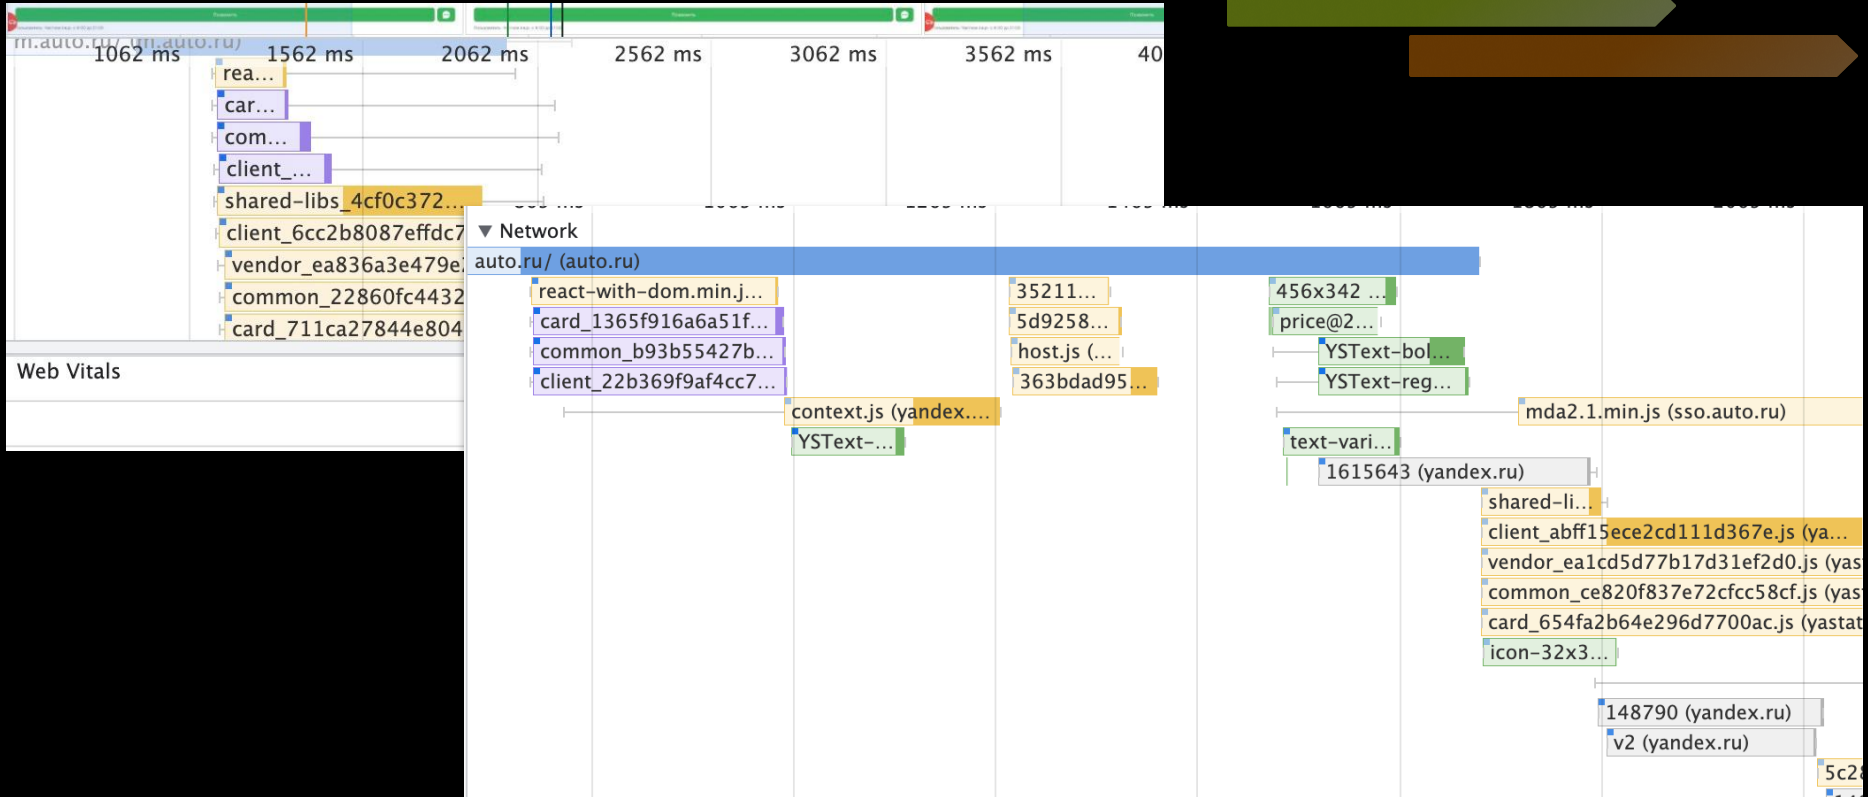 m.auto.ru/ (m.auto.ru)
1062 ms
1562 ms
2062 ms
2562 ms
3062 ms
3562 ms
40
rea...
car...
com...
client_...
shared-libs_4cf0c372...
client_6cc2b8087effdc7
vendor_ea836a3e479e
common_22860fc4432
card_711ca27844e804
Web Vitals
▼ Network
auto.ru/ (auto.ru)
react-with-dom.min.j...
35211...
456x342 ...
card_1365f916a6a51f...
5d9258...
price@2...
common_b93b55427b...
host.js (...
YSText-bol...
client_22b369f9af4cc7...
363bdad95...
YSText-reg...
context.js (yandex....
mda2.1.min.js (sso.auto.ru)
YSText-...
text-vari...
1615643 (yandex.ru)
shared-li...
client_abff15ece2cd111d367e.js (ya...
vendor_ea1cd5d77b17d31ef2d0.js (yas
common_ce820f837e72cfcc58cf.js (yas
card_654fa2b64e296d7700ac.js (yastat
icon-32x3...
148790 (yandex.ru)
v2 (yandex.ru)
5c28